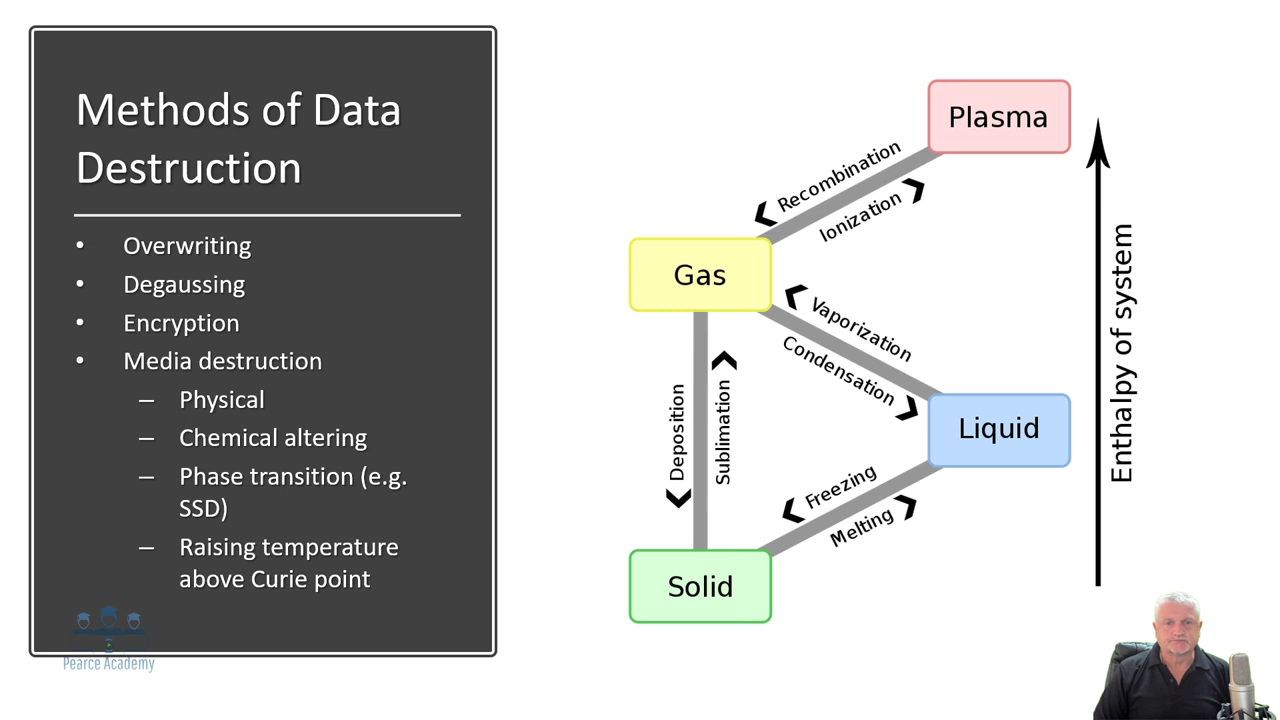 Methods of Data
Destruction
• Overwriting
• Degaussing
• Encryption
• Media destruction
– Physical
– Chemical altering
– Phase transition (e.g.
SSD)
– Raising temperature
above Curie point
Pearce Academy
Plasma
Recombination
Ionization
Gas
Vaporization
Condensation
Deposition
Sublimation
Liquid
Freezing
Melting
Solid
Enthalpy of system